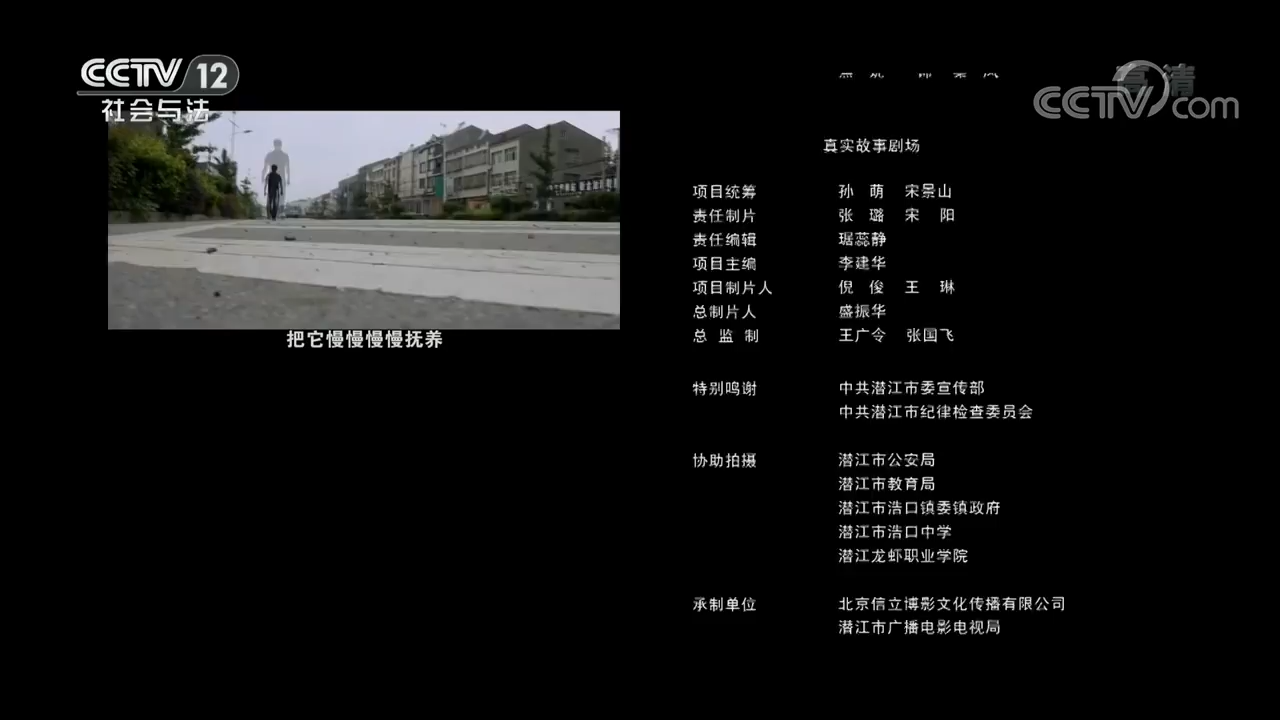 CCTV 12
社会与法
高清
CCTV.com
把它慢慢慢慢抚养
真实故事剧场
项目统筹 孙 萌 宋景山
责任制片 张 璐 宋 阳
责任编辑 琚蕊静
项目主编 李建华
项目制片人 倪 俊 王 琳
总制片人 盛振华
总 监 制 王广令 张国飞
特别鸣谢 中共潜江市委宣传部
中共潜江市纪律检查委员会
协助拍摄 潜江市公安局
潜江市教育局
潜江市浩口镇委镇政府
潜江市浩口中学
潜江龙虾职业学院
承制单位 北京信立博影文化传播有限公司
潜江市广播电影电视局